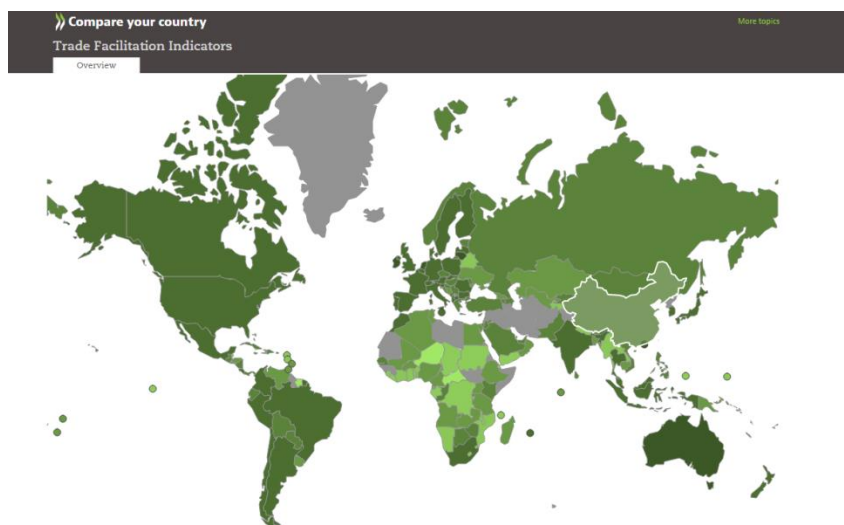 Compare your country
More topics
Trade Facilitation Indicators
Overview